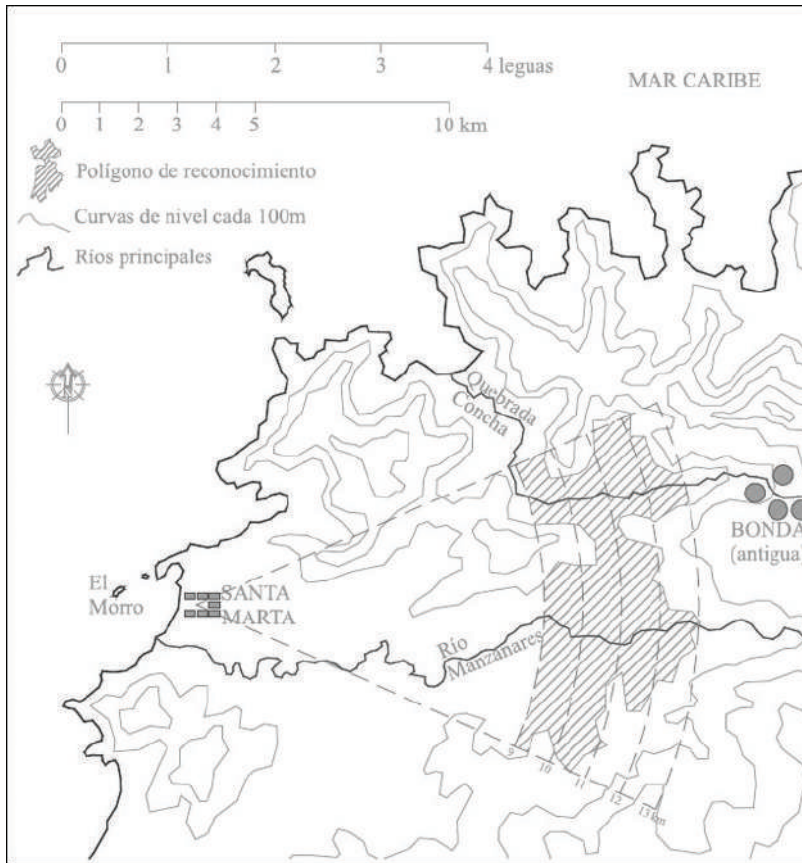 0 1 2 3 4 leguas
MAR CARIBE
0 1 2 3 4 5 10 km
Polígono de reconocimiento
Curvas de nivel cada 100m
Ríos principales
N
Quebrada
Concha
BONDA
(antigua)
El
Morro
SANTA
MARTA
Río
Manzanares
9 10 11 12 13 km